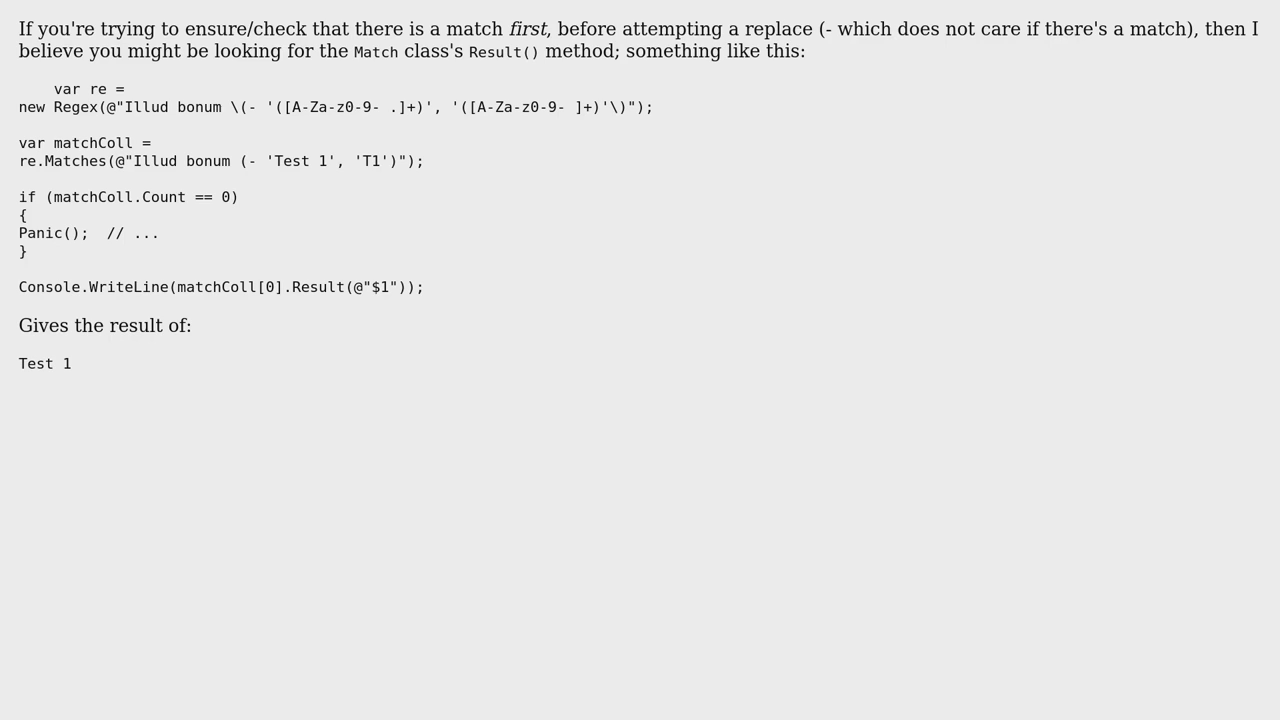 If you're trying to ensure/check that there is a match first, before attempting a replace (- which does not care if there's a match), then I
believe you might be looking for the Match class's Result() method; something like this:
    var re =
new Regex(@"Illud bonum \(- '([A-Za-z0-9- .]+)', '([A-Za-z0-9- ]+)'\)");
var matchColl =
re.Matches(@"Illud bonum (- 'Test 1', 'T1')");
if (matchColl.Count == 0)
{
Panic();  // ...
}
Console.WriteLine(matchColl[0].Result(@"$1"));
Gives the result of:
Test 1